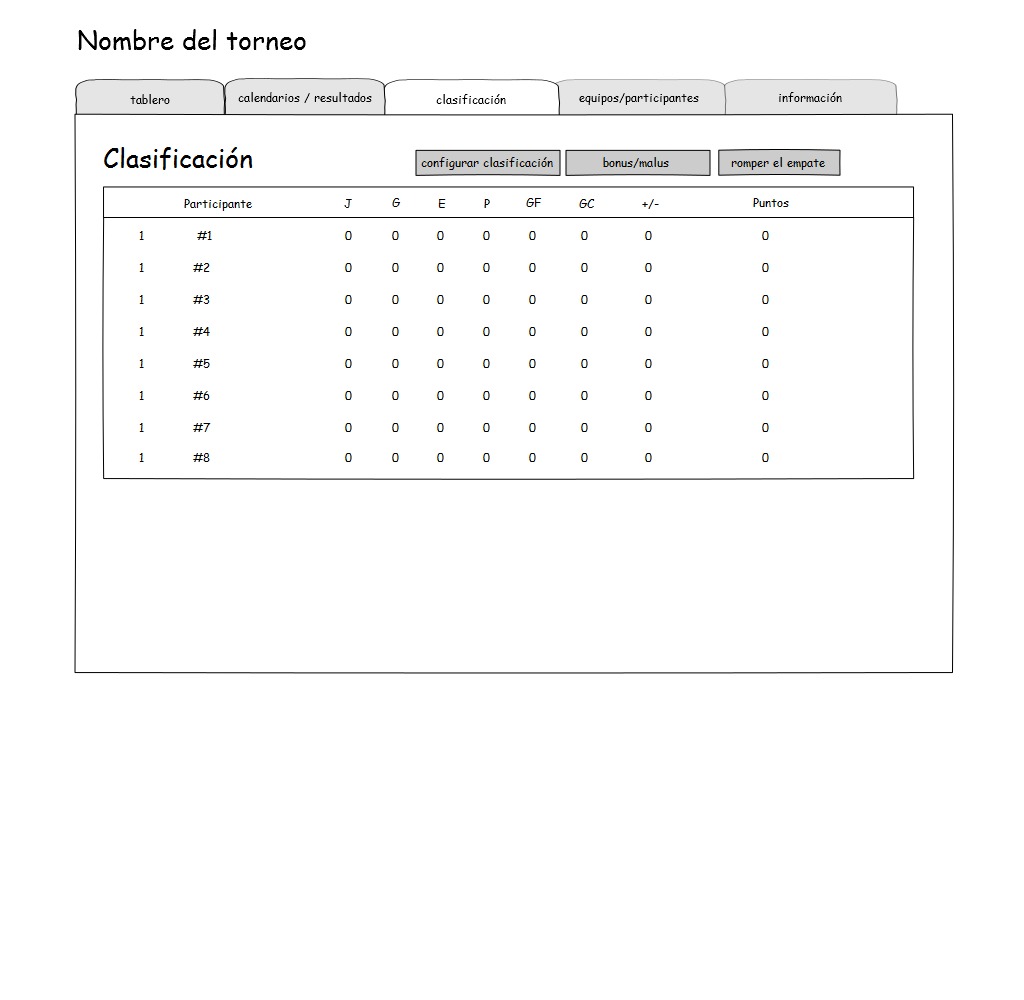 Nombre del torneo
tablero calendarios / resultados clasificación equipos/participantes información
Clasificación configurar clasificación bonus/malus romper el empate
Participante J G E P GF GC +/- Puntos
1 #1 0 0 0 0 0 0 0 0
1 #2 0 0 0 0 0 0 0 0
1 #3 0 0 0 0 0 0 0 0
1 #4 0 0 0 0 0 0 0 0
1 #5 0 0 0 0 0 0 0 0
1 #6 0 0 0 0 0 0 0 0
1 #7 0 0 0 0 0 0 0 0
1 #8 0 0 0 0 0 0 0 0